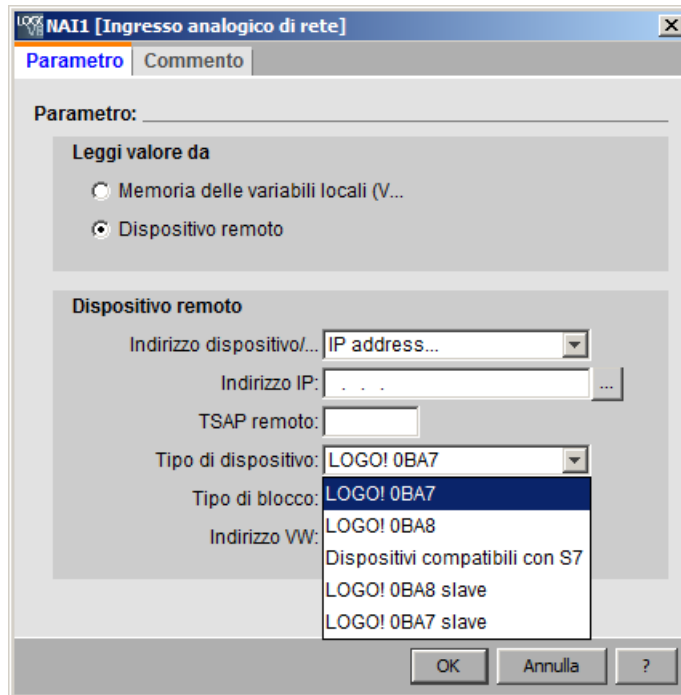 NAI1 [Ingresso analogico di rete]
Parametro Commento
Parametro:
Leggi valore da
Memoria delle variabili locali (V...
Dispositivo remoto
Dispositivo remoto
Indirizzo dispositivo/... IP address...
Indirizzo IP: . . . ...
TSAP remoto:
Tipo di dispositivo: LOGO! 0BA7
Tipo di blocco: LOGO! 0BA7
LOGO! 0BA8
Indirizzo VW:
Dispositivi compatibili con S7
LOGO! 0BA8 slave
LOGO! 0BA7 slave
OK Annulla ?